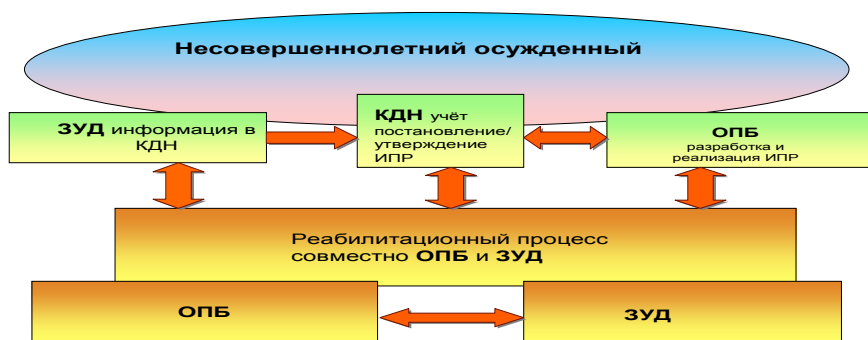 Несовершеннолетний осужденный
ЗУД информация в
КДН
КДН учёт
постановление/
утверждение
ИПР
ОПБ
разработка и
реализация ИПР
Реабилитационный процесс
совместно ОПБ и ЗУД
ОПБ
ЗУД